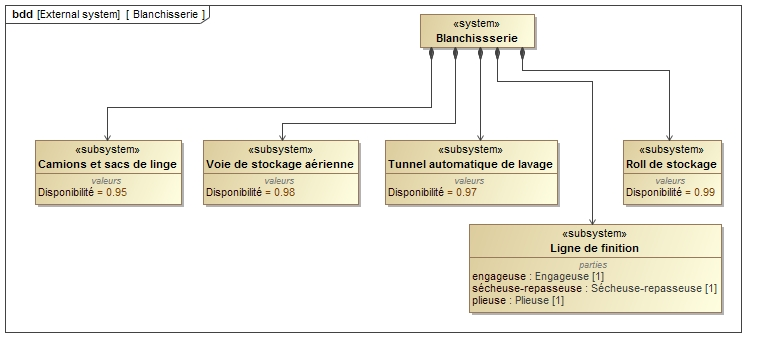 bdd [External system] [ Blanchisserie ]
«system»
Blanchissserie
«subsystem»
Camions et sacs de linge
valeurs
Disponibilité = 0.95
«subsystem»
Voie de stockage aérienne
valeurs
Disponibilité = 0.98
«subsystem»
Tunnel automatique de lavage
valeurs
Disponibilité = 0.97
«subsystem»
Roll de stockage
valeurs
Disponibilité = 0.99
«subsystem»
Ligne de finition
parties
engageuse : Engageuse [1]
sécheuse-repasseuse : Sécheuse-repasseuse [1]
plieuse : Plieuse [1]